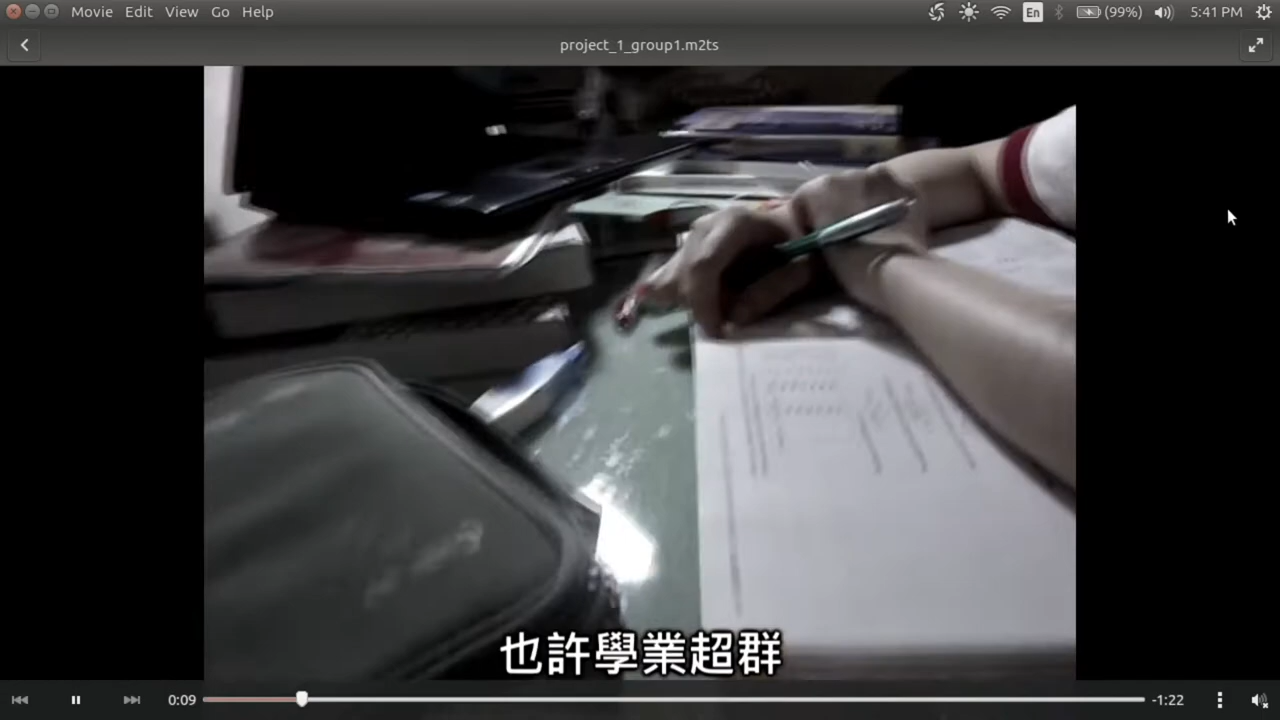 Movie Edit View Go Help En (99%) 5:41 PM
project_1_group1.m2ts
也許學業超群
0:09 -1:22